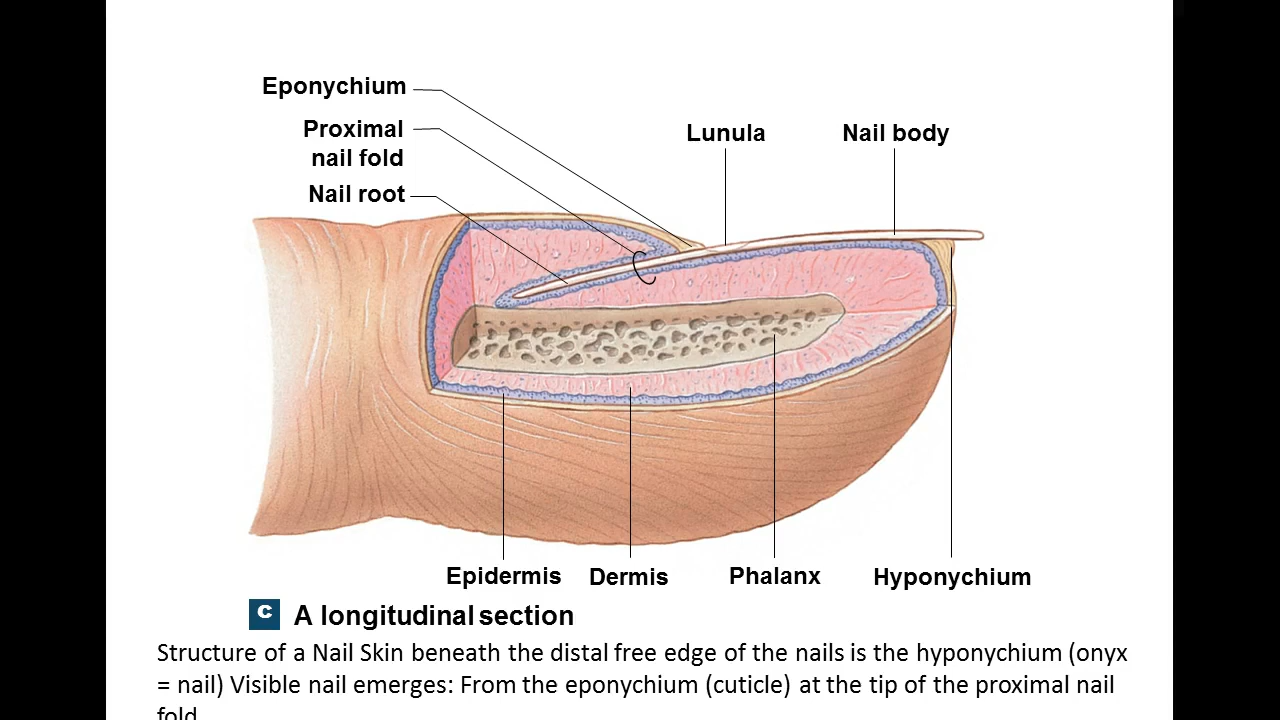 Eponychium
Proximal
nail fold
Nail root
Lunula
Nail body
Epidermis
Dermis
Phalanx
Hyponychium
C A longitudinal section
Structure of a Nail Skin beneath the distal free edge of the nails is the hyponychium (onyx
= nail) Visible nail emerges: From the eponychium (cuticle) at the tip of the proximal nail
fold